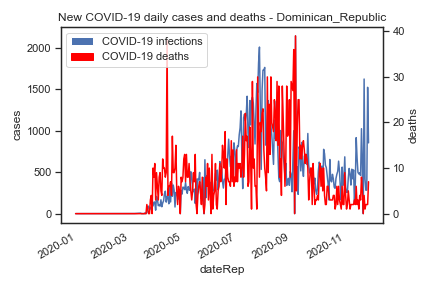 New COVID-19 daily cases and deaths - Dominican_Republic
COVID-19 infections
COVID-19 deaths
2000
1500
1000
500
0
cases
40
30
20
10
0
deaths
2020-01
2020-03
2020-05
2020-07
2020-09
2020-11
dateRep